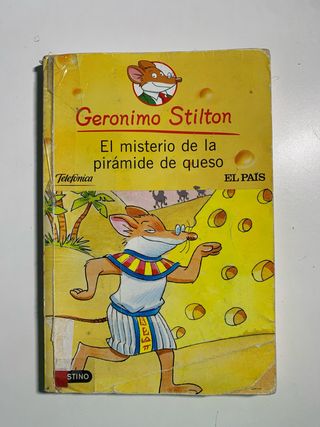 Geronimo Stilton
El misterio de la
pirámide de queso
Telefónica
EL PAÍS
STINO